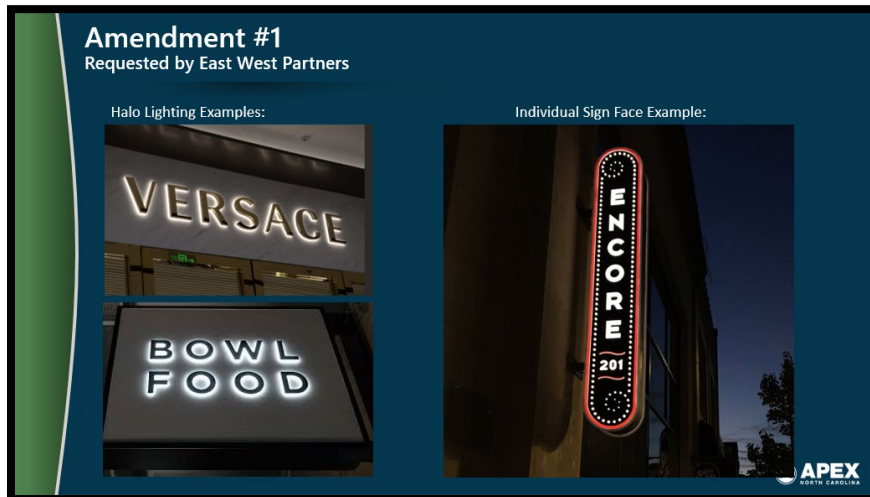 Amendment #1
Requested by East West Partners
Halo Lighting Examples:
VERSACE
BOWL
FOOD
Individual Sign Face Example:
ENCORE
201
APEX
NORTH CAROLINA